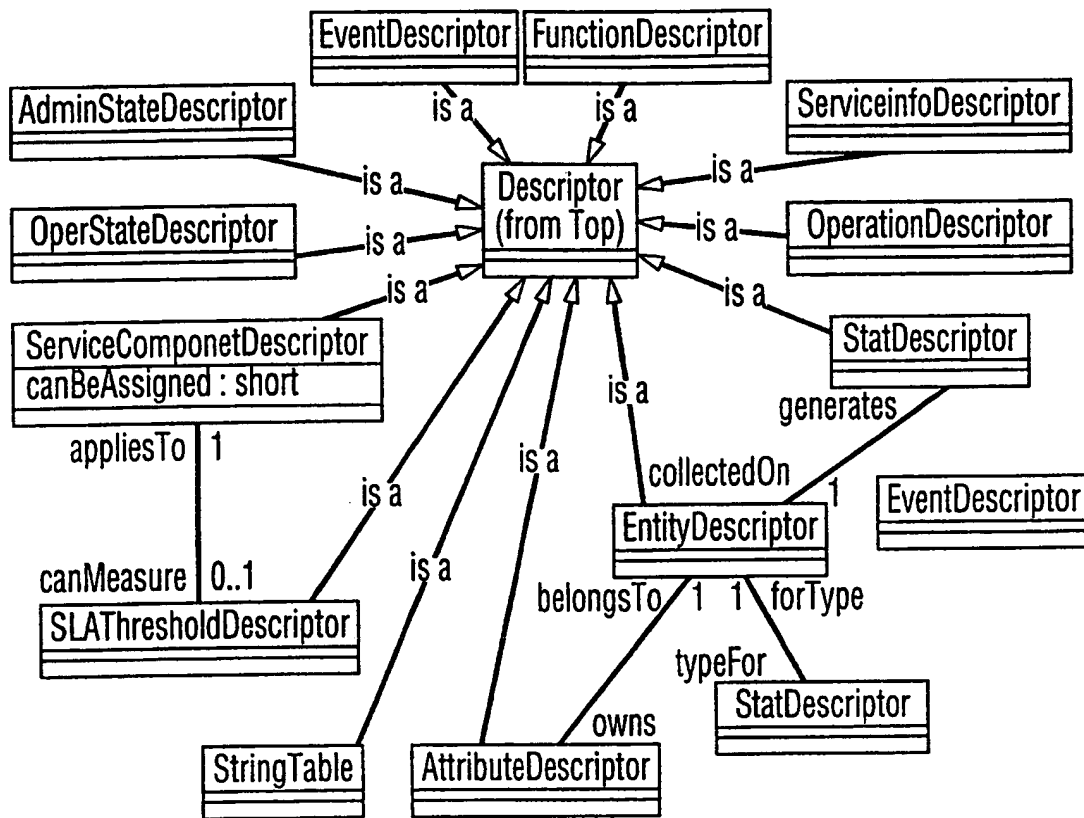 EventDescriptor
FunctionDescriptor
AdminStateDescriptor
is a
is a
ServiceinfoDescriptor
is a
Descriptor
(from Top)
is a
OperStateDescriptor
is a
is a
OperationDescriptor
is a
is a
ServiceComponetDescriptor
canBeAssigned : short
StatDescriptor
is a
generates
appliesTo 1
is a
is a
collectedOn
1
EntityDescriptor
EventDescriptor
canMeasure 0..1
is a
belongsTo 1
1 forType
SLAThresholdDescriptor
typeFor
StatDescriptor
owns
StringTable
AttributeDescriptor